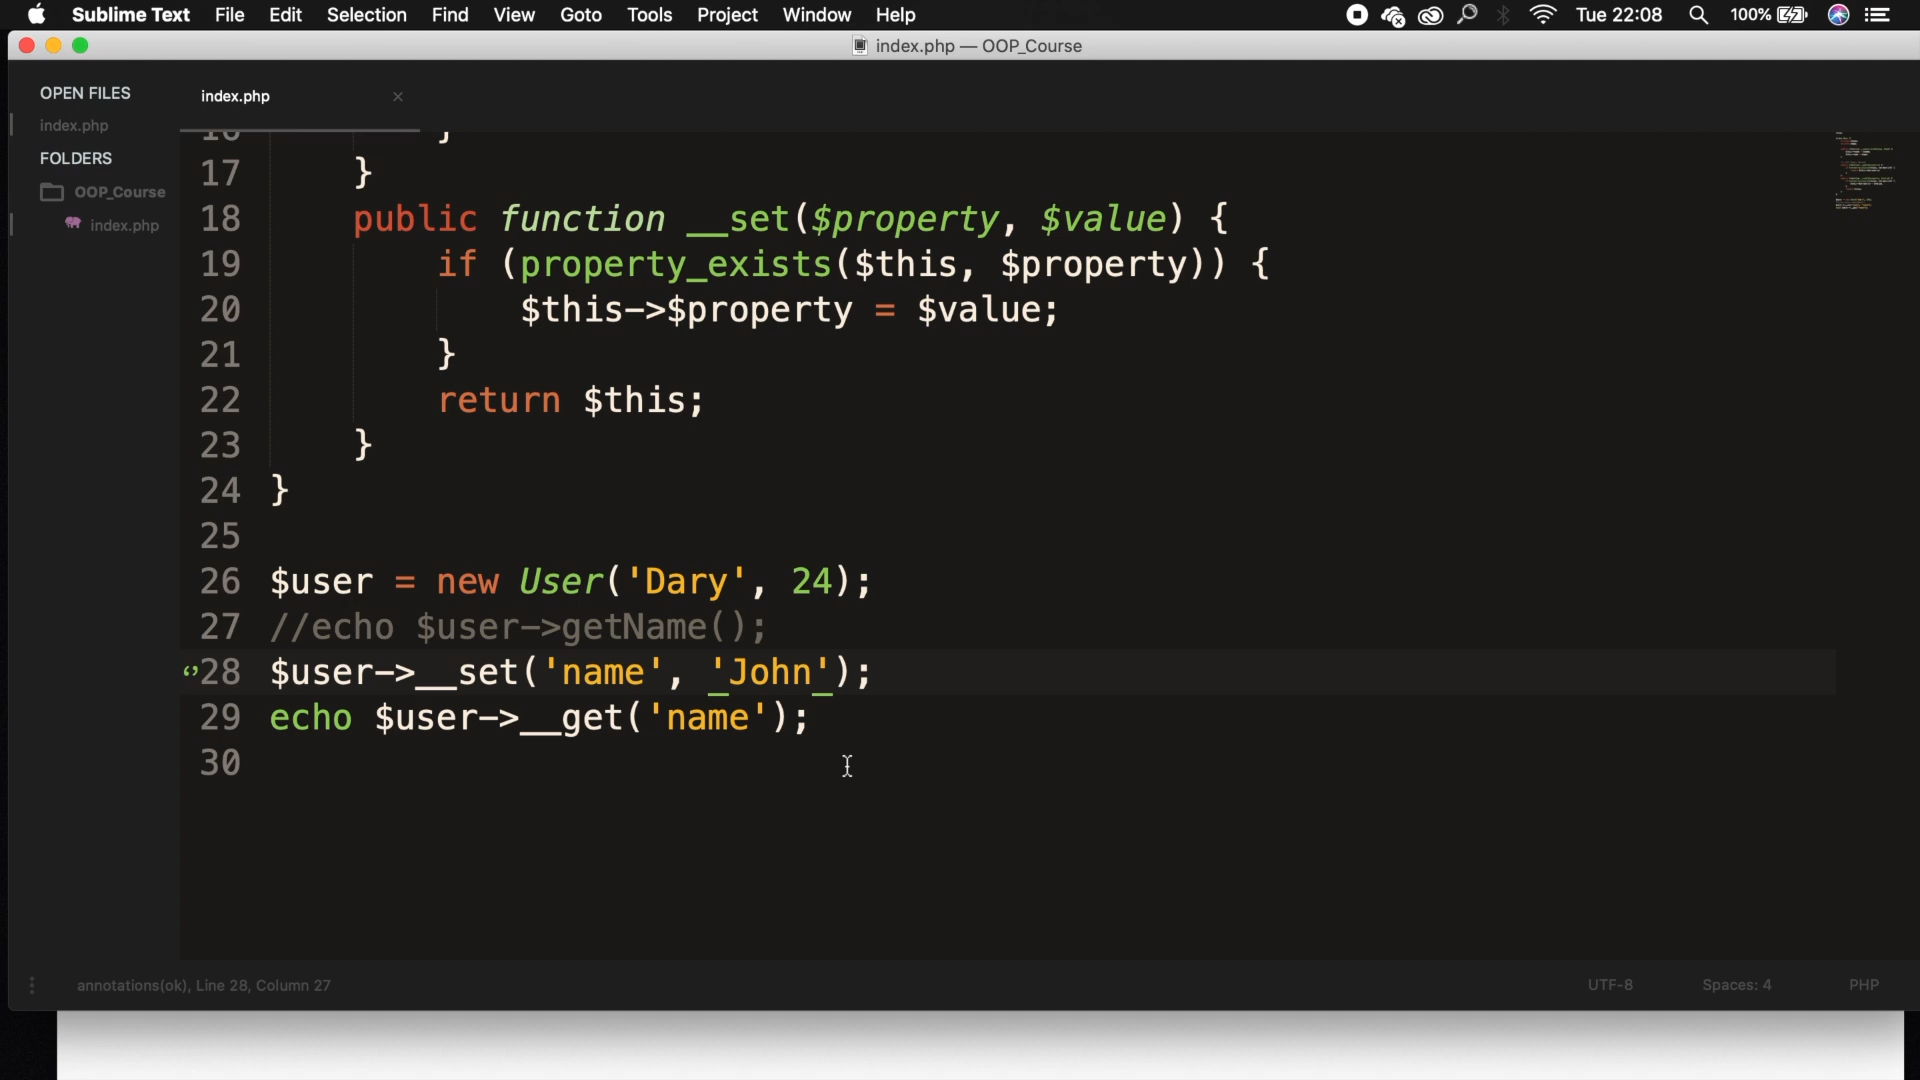 Sublime Text File Edit Selection Find View Goto Tools Project Window Help Tue 22:08 100%
index.php — OOP_Course
OPEN FILES
index.php
FOLDERS
OOP_Course
index.php
index.php ×
16 }
17 }
18 public function __set($property, $value) {
19 if (property_exists($this, $property)) {
20 $this->$property = $value;
21 }
22 return $this;
23 }
24 }
25
26 $user = new User('Dary', 24);
27 //echo $user->getName();
28 $user->__set('name', 'John');
29 echo $user->__get('name');
30
annotations(ok), Line 28, Column 27 UTF-8 Spaces: 4 PHP